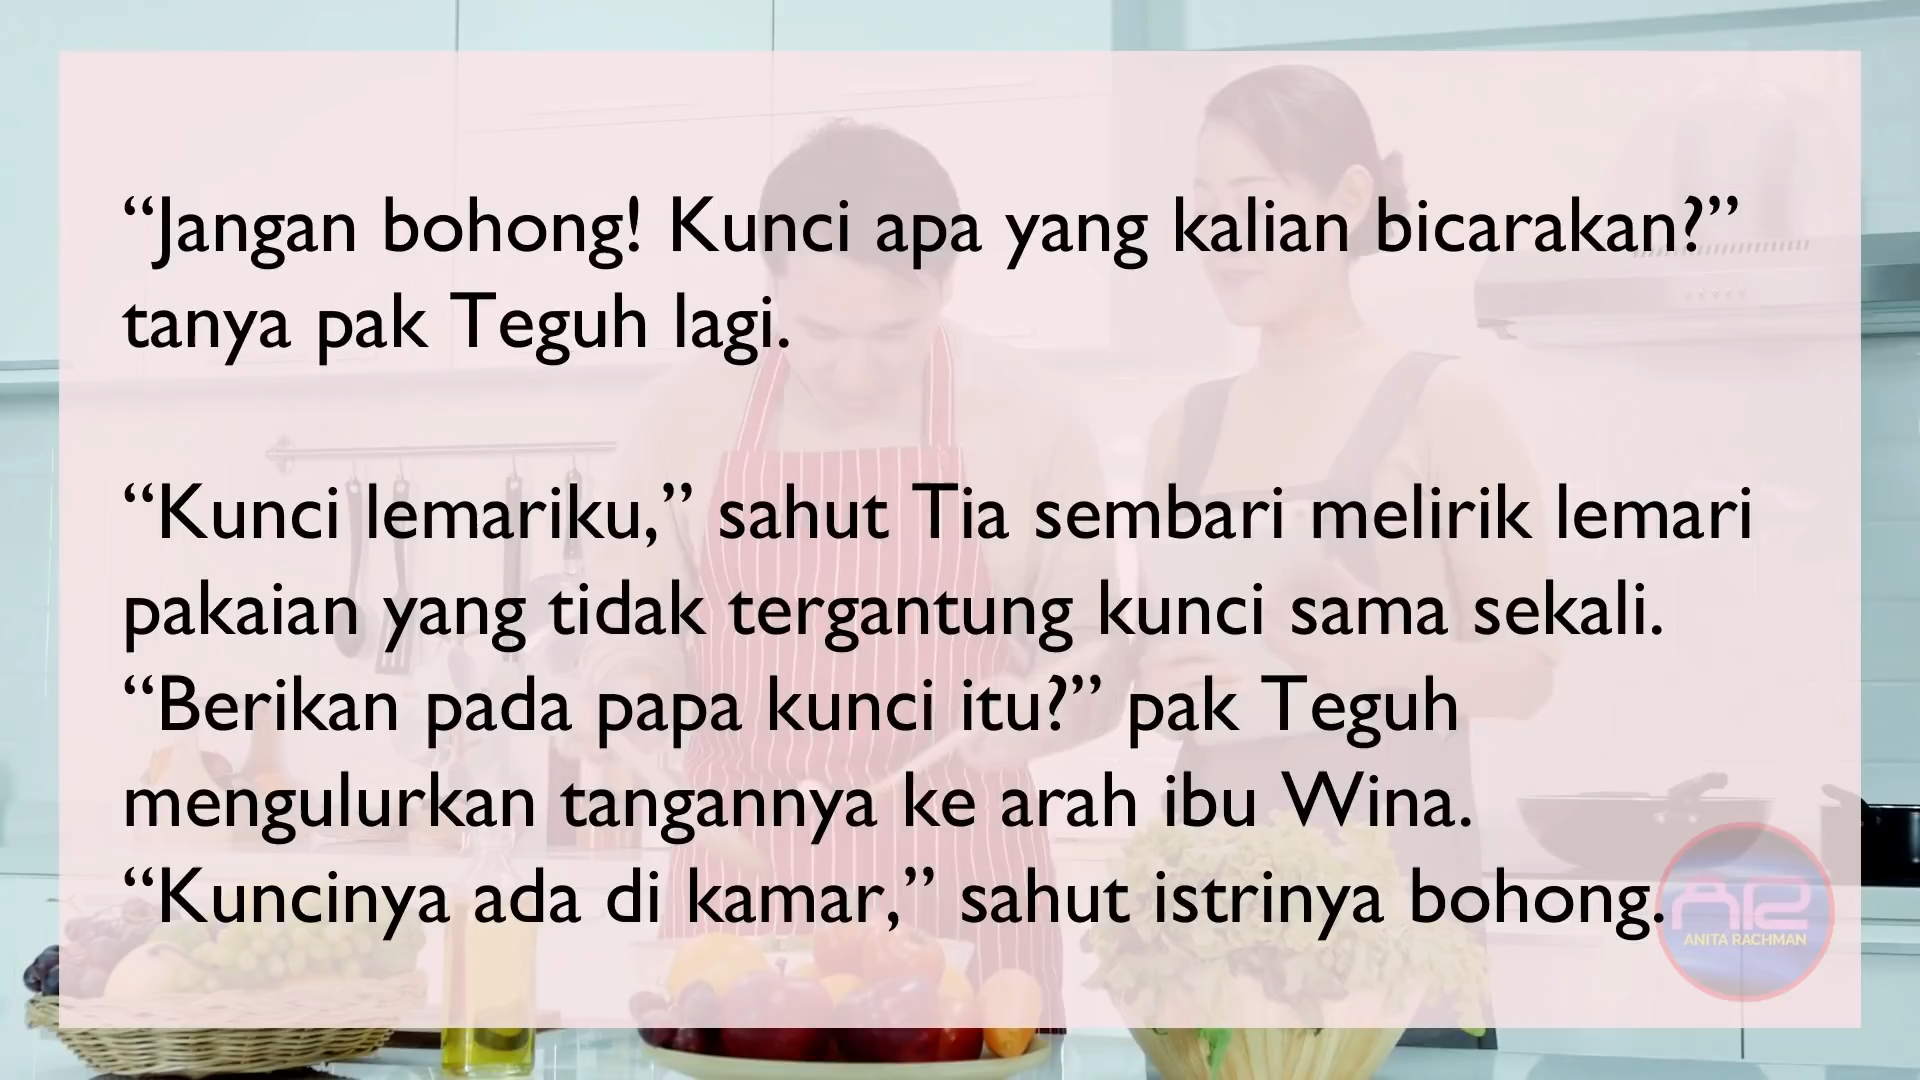 “Jangan bohong! Kunci apa yang kalian bicarakan?”
tanya pak Teguh lagi.
“Kunci lemariku,” sahut Tia sembari melirik lemari
pakaian yang tidak tergantung kunci sama sekali.
“Berikan pada papa kunci itu?” pak Teguh
mengulurkan tangannya ke arah ibu Wina.
“Kuncinya ada di kamar,” sahut istrinya bohong.
AR
ANITA RACHMAN